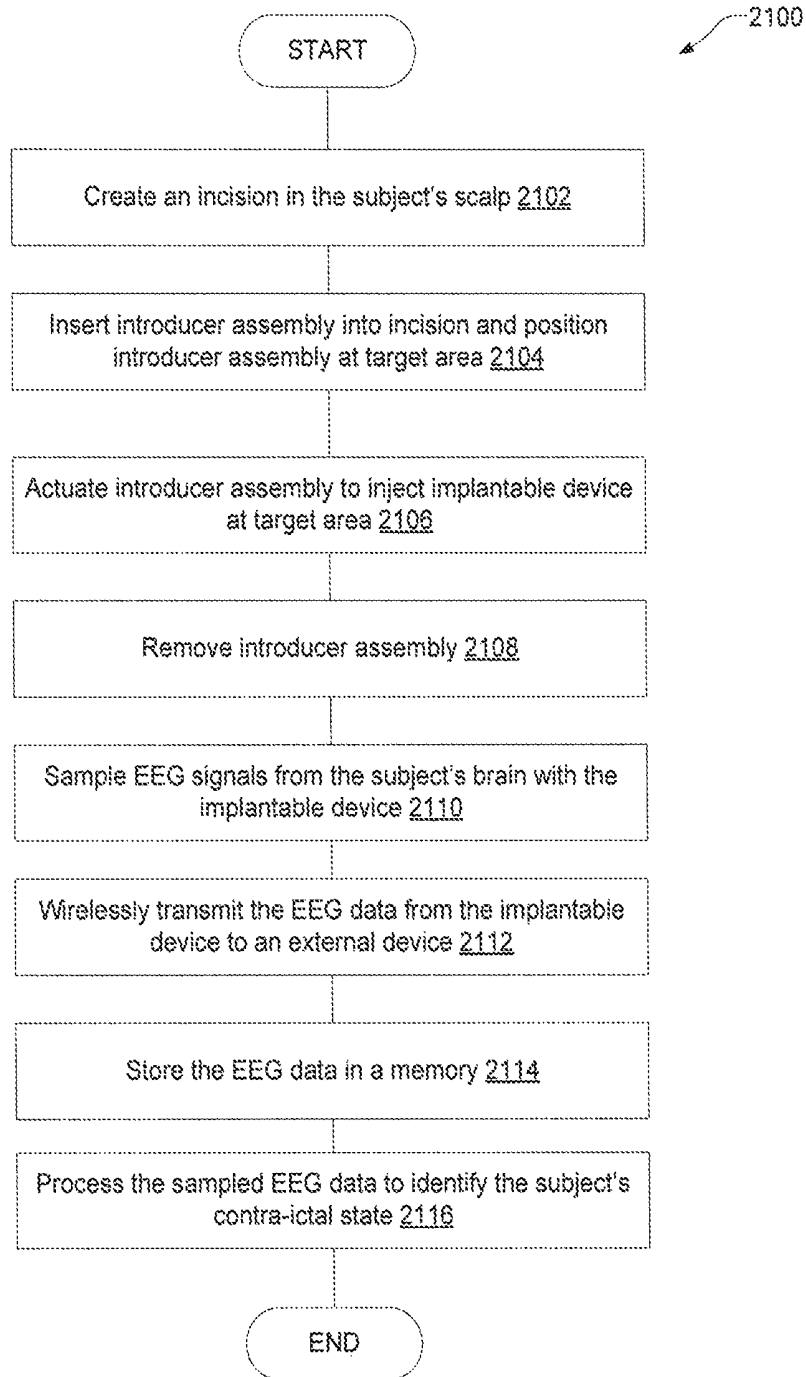 2100
START
Create an incision in the subject's scalp 2102
Insert introducer assembly into incision and position
introducer assembly at target area 2104
Actuate introducer assembly to inject implantable device
at target area 2106
Remove introducer assembly 2108
Sample EEG signals from the subject's brain with the
implantable device 2110
Wirelessly transmit the EEG data from the implantable
device to an external device 2112
Store the EEG data in a memory 2114
Process the sampled EEG data to identify the subject's
contra-ictal state 2116
END